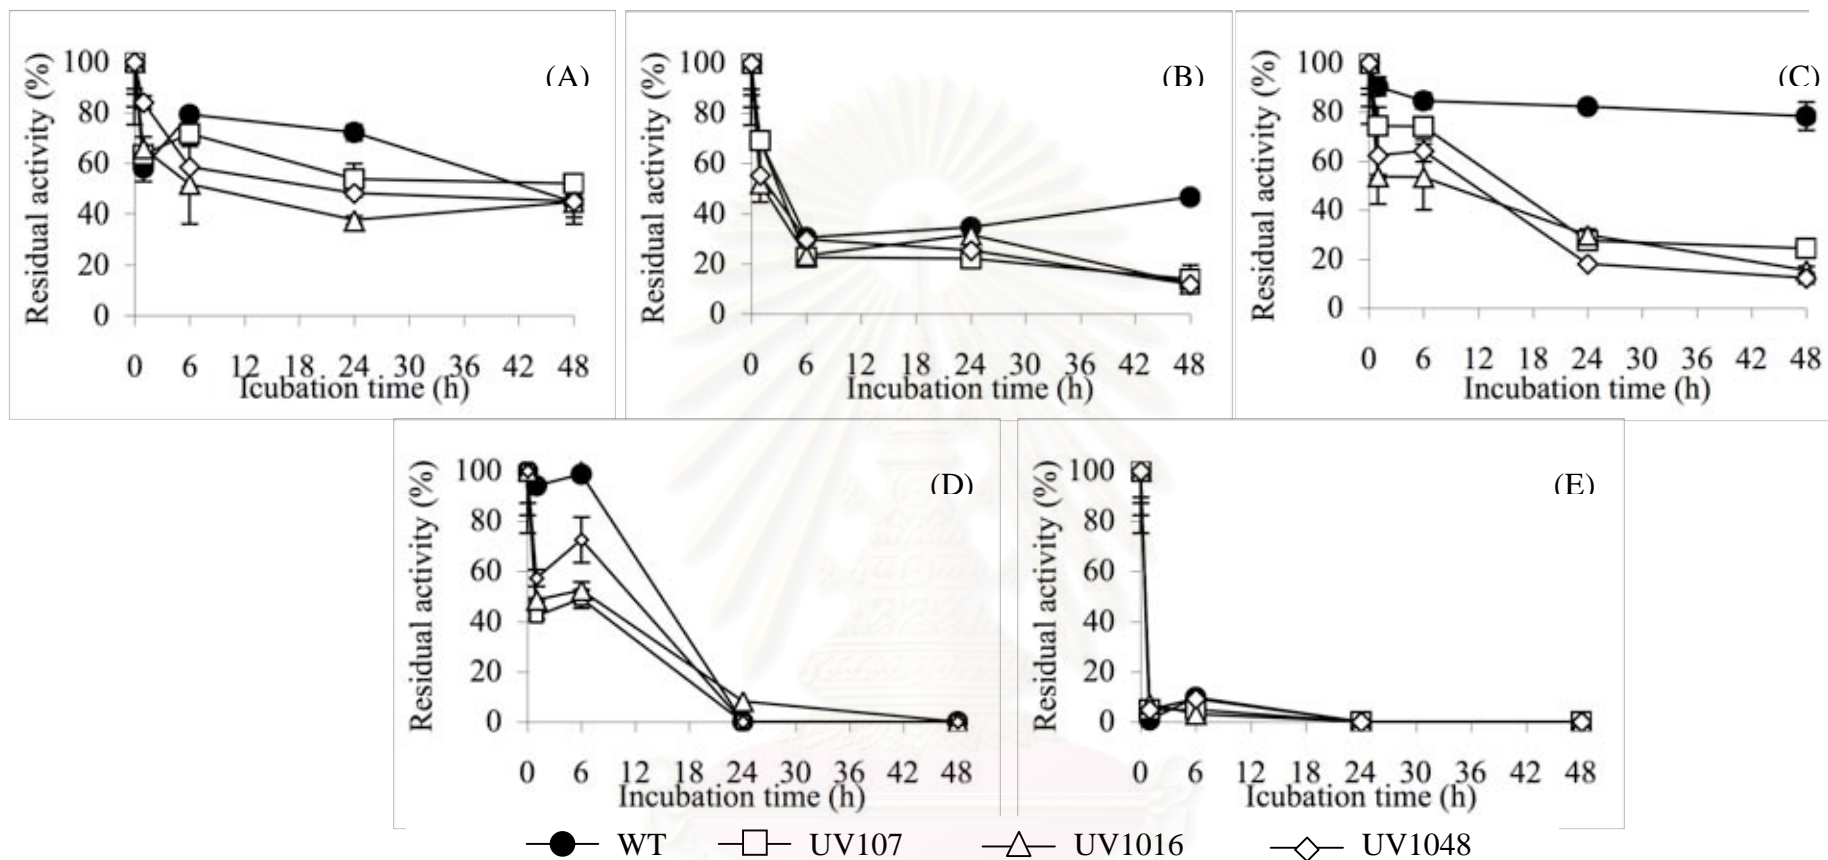 (A)
Residual activity (%)
100
80
60
40
20
0
0 6 12 18 24 30 36 42 48
Icubation time (h)
(B)
Residual activity (%)
100
80
60
40
20
0
0 6 12 18 24 30 36 42 48
Incubation time (h)
(C)
Residual activity (%)
100
80
60
40
20
0
0 6 12 18 24 30 36 42 48
Incubation time (h)
(D)
Residual activity (%)
100
80
60
40
20
0
0 6 12 18 24 30 36 42 48
Incubation time (h)
(E)
Residual activity (%)
100
80
60
40
20
0
0 6 12 18 24 30 36 42 48
Icubation time (h)
WT UV107 UV1016 UV1048